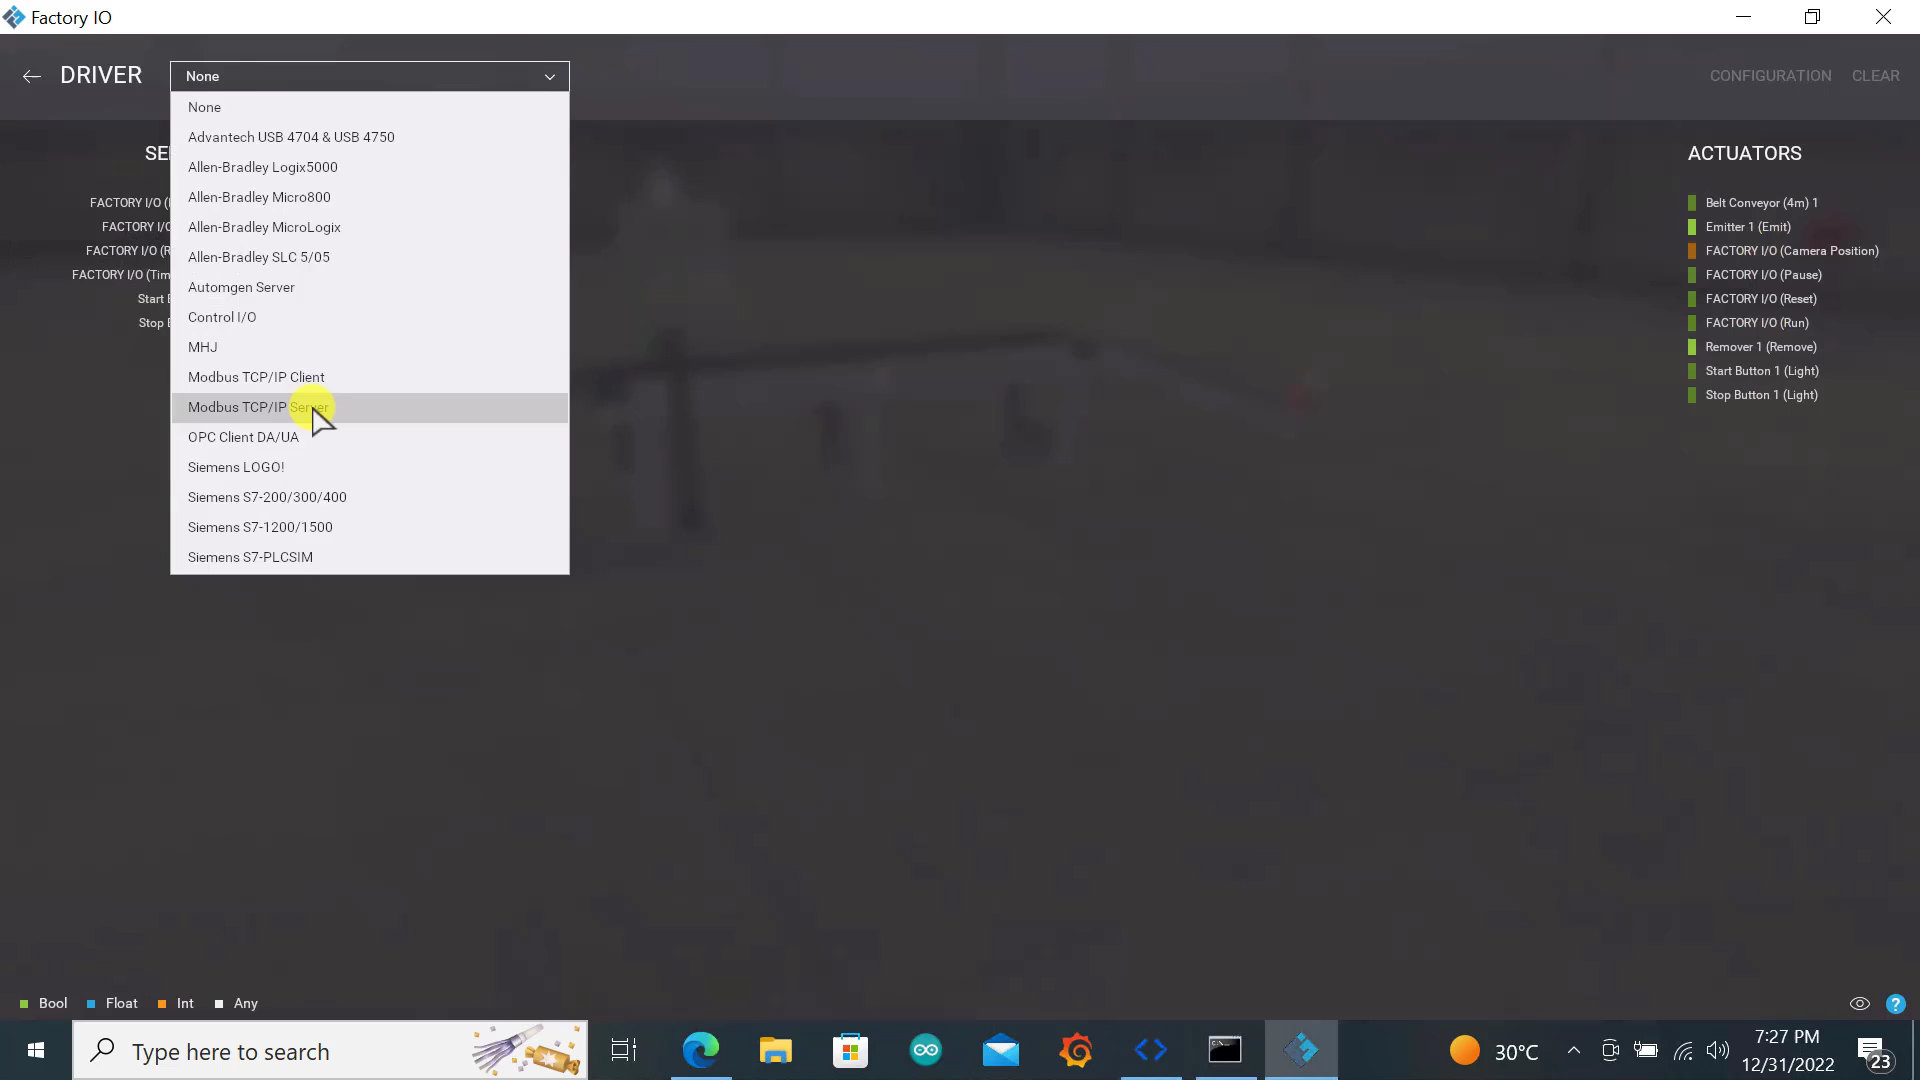 Factory IO
DRIVER
None
CONFIGURATION CLEAR
None
Advantech USB 4704 & USB 4750
Allen-Bradley Logix5000
Allen-Bradley Micro800
Allen-Bradley MicroLogix
Allen-Bradley SLC 5/05
Automgen Server
Control I/O
MHJ
Modbus TCP/IP Client
Modbus TCP/IP Server
OPC Client DA/UA
Siemens LOGO!
Siemens S7-200/300/400
Siemens S7-1200/1500
Siemens S7-PLCSIM
FACTORY I/O
FACTORY I/O
FACTORY I/O
FACTORY I/O
Start
Stop
ACTUATORS
Belt Conveyor (4m) 1
Emitter 1 (Emit)
FACTORY I/O (Camera Position)
FACTORY I/O (Pause)
FACTORY I/O (Reset)
FACTORY I/O (Run)
Remover 1 (Remove)
Start Button 1 (Light)
Stop Button 1 (Light)
Bool Float Int Any
?
Type here to search
30°C
7:27 PM
12/31/2022
23